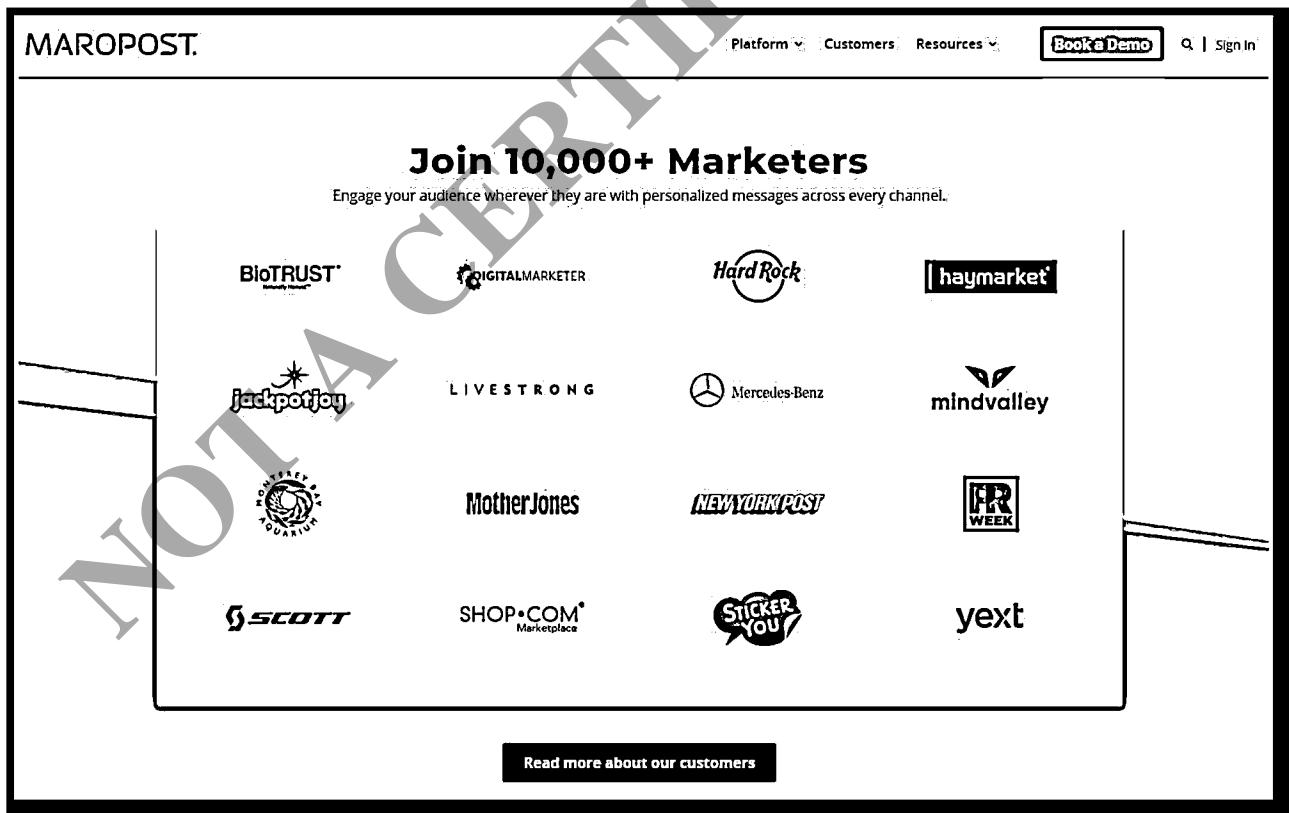 MAROPOST.
Platform Customers Resources Book a Demo Sign In
Join 10,000+ Marketers
Engage your audience wherever they are with personalized messages across every channel.
BioTRUST DIGITALMARKETER Hard Rock haymarket
jackpotjoy LIVESTRONG Mercedes-Benz mindvalley
MONTEREY BAY AQUARIUM MotherJones NEW YORK POST PR WEEK
SCOTT SHOP•COM Marketplace STICKER YOU yext
Read more about our customers
NOT A CERTI